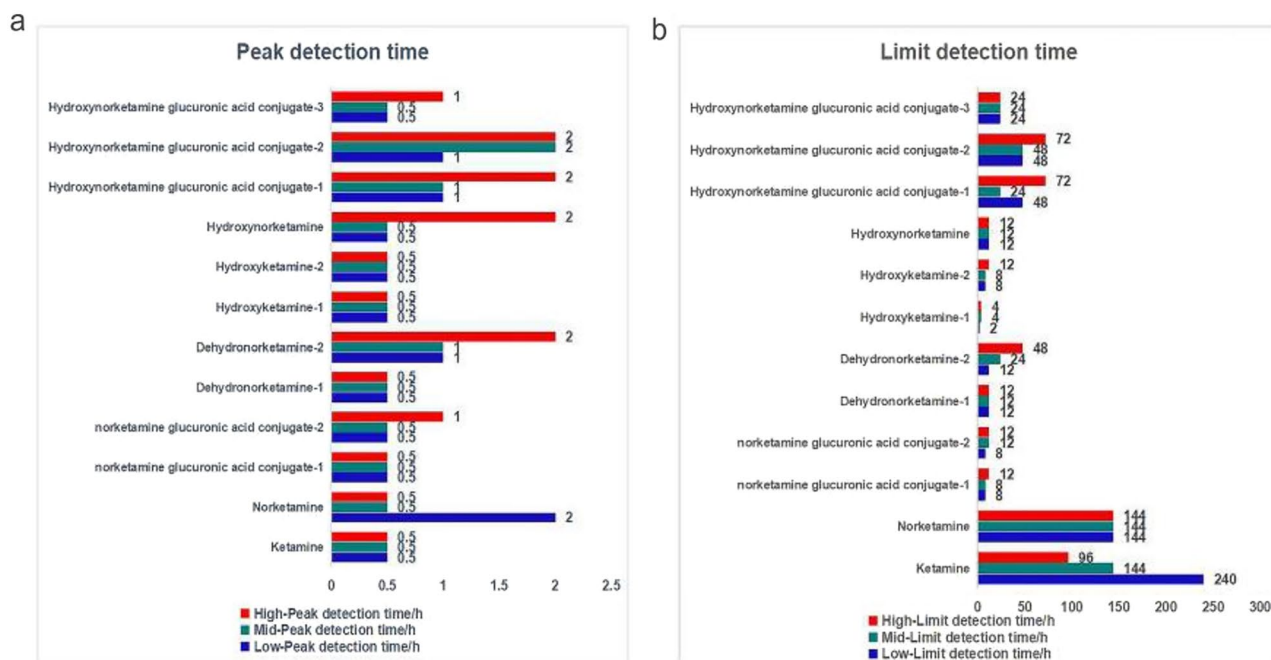 a
Peak detection time
Hydroxynorketamine glucuronic acid conjugate-3
1
0.5
0.5
Hydroxynorketamine glucuronic acid conjugate-2
2
2
1
Hydroxynorketamine glucuronic acid conjugate-1
2
1
1
Hydroxynorketamine
2
0.5
0.5
Hydroxyketamine-2
0.5
0.5
0.5
Hydroxyketamine-1
0.5
0.5
0.5
Dehydronorketamine-2
2
1
1
Dehydronorketamine-1
0.5
0.5
0.5
norketamine glucuronic acid conjugate-2
1
0.5
0.5
norketamine glucuronic acid conjugate-1
0.5
0.5
0.5
Norketamine
0.5
0.5
2
Ketamine
0.5
0.5
0.5
0 0.5 1 1.5 2 2.5
High-Peak detection time/h
Mid-Peak detection time/h
Low-Peak detection time/h
b
Limit detection time
Hydroxynorketamine glucuronic acid conjugate-3
24
24
24
Hydroxynorketamine glucuronic acid conjugate-2
72
48
48
Hydroxynorketamine glucuronic acid conjugate-1
72
24
48
Hydroxynorketamine
12
12
12
Hydroxyketamine-2
12
8
8
Hydroxyketamine-1
4
4
2
Dehydronorketamine-2
48
24
12
Dehydronorketamine-1
12
12
12
norketamine glucuronic acid conjugate-2
12
12
8
norketamine glucuronic acid conjugate-1
12
8
8
Norketamine
144
144
144
Ketamine
96
144
240
0 50 100 150 200 250 300
High-Limit detection time/h
Mid-Limit detection time/h
Low-Limit detection time/h